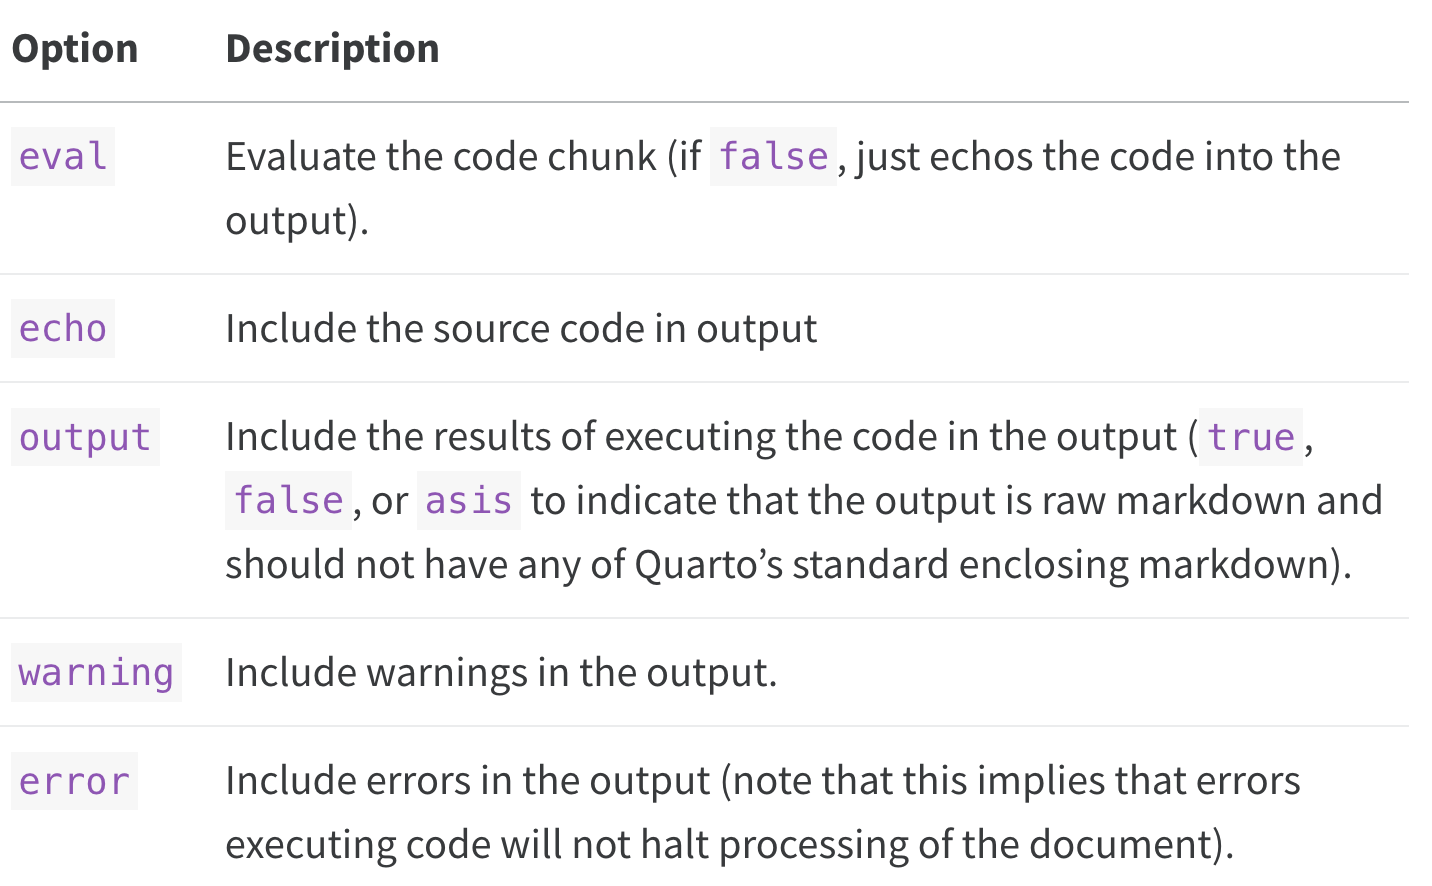 Option Description
eval Evaluate the code chunk (if false, just echos the code into the
output).
echo Include the source code in output
output Include the results of executing the code in the output (true,
false, or asis to indicate that the output is raw markdown and
should not have any of Quarto’s standard enclosing markdown).
warning Include warnings in the output.
error Include errors in the output (note that this implies that errors
executing code will not halt processing of the document).